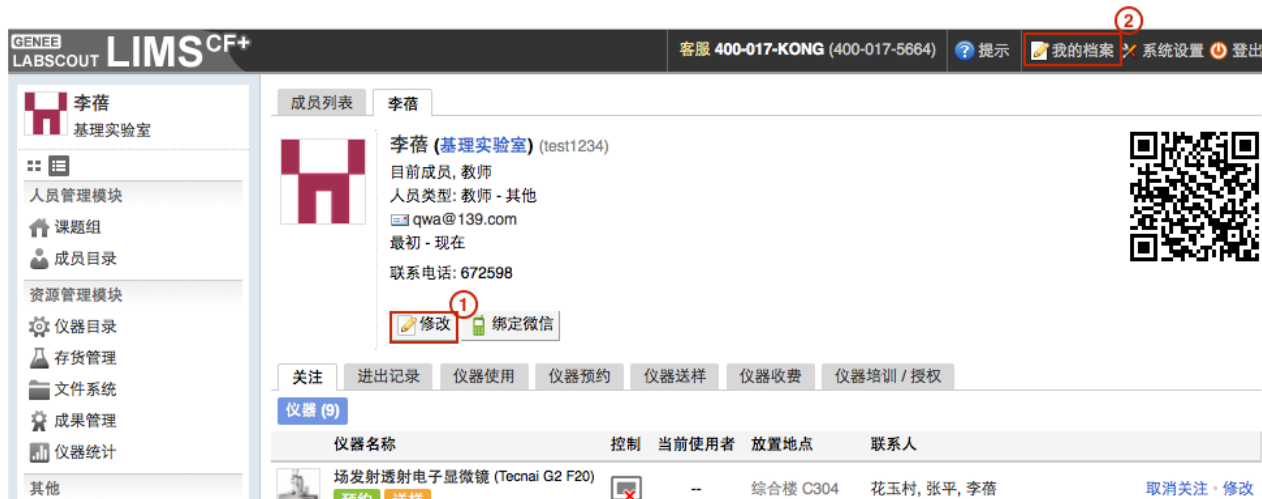 ②
GENEE
LABSCOUT LIMS CF+
客服 400-017-KONG (400-017-5664) 提示 我的档案 系统设置 登出
李蓓
基理实验室
人员管理模块
课题组
成员目录
资源管理模块
仪器目录
存货管理
文件系统
成果管理
仪器统计
其他
成员列表 李蓓
李蓓 (基理实验室) (test1234)
目前成员, 教师
人员类型: 教师 - 其他
qwa@139.com
最初 - 现在
联系电话: 672598
①
修改 绑定微信
关注 进出记录 仪器使用 仪器预约 仪器送样 仪器收费 仪器培训 / 授权
仪器 (9)
仪器名称 控制 当前使用者 放置地点 联系人
场发射透射电子显微镜 (Tecnai G2 F20)
预约 送样
-- 综合楼 C304 花玉村, 张平, 李蓓 取消关注 · 修改